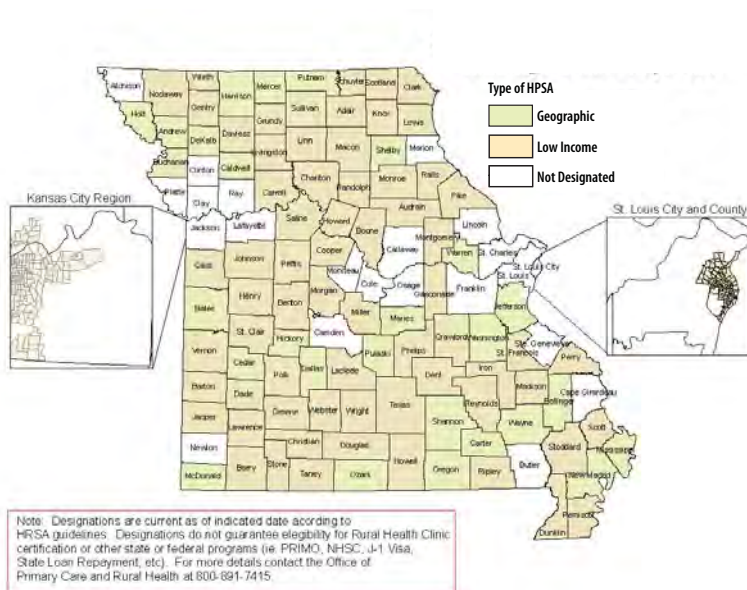 Type of HPSA
Geographic
Low Income
Not Designated
Kansas City Region
St. Louis City and County
Atchison
Nodaway
Worth
Harrison
Mercer
Putnam
Schuyler
Scotland
Clark
Holt
Gentry
Sullivan
Adair
Knox
Lewis
Andrew
DeKalb
Daviess
Grundy
Linn
Macon
Shelby
Marion
Buchanan
Clinton
Caldwell
Livingston
Chariton
Randolph
Monroe
Ralls
Platte
Clay
Ray
Carroll
Pike
Audrain
Jackson
Lafayette
Saline
Howard
Boone
Callaway
Montgomery
Lincoln
Warren
St. Charles
St. Louis City
St. Louis
Cass
Johnson
Pettis
Cooper
Moniteau
Cole
Osage
Gasconade
Franklin
Jefferson
Bates
Henry
Benton
Morgan
Miller
Maries
St. Clair
Hickory
Camden
Pulaski
Phelps
Crawford
Washington
Ste. Genevieve
St. Francois
Perry
Vernon
Cedar
Polk
Dallas
Laclede
Dent
Iron
Madison
Bollinger
Cape Girardeau
Barton
Dade
Greene
Webster
Wright
Texas
Reynolds
Wayne
Scott
Jasper
Lawrence
Christian
Douglas
Shannon
Carter
Stoddard
Mississippi
Newton
Barry
Stone
Taney
Ozark
Howell
Oregon
Ripley
Butler
New Madrid
McDonald
Pemiscot
Dunklin
Note: Designations are current as of indicated date acording to
HRSA guidelines. Designations do not guarantee elegibility for Rural Health Clinic
certification or other state or federal programs (ie. PRIMO, NHSC, J-1 Visa,
State Loan Repayment, etc). For more details contact the Office of
Primary Care and Rural Health at 800-891-7415.